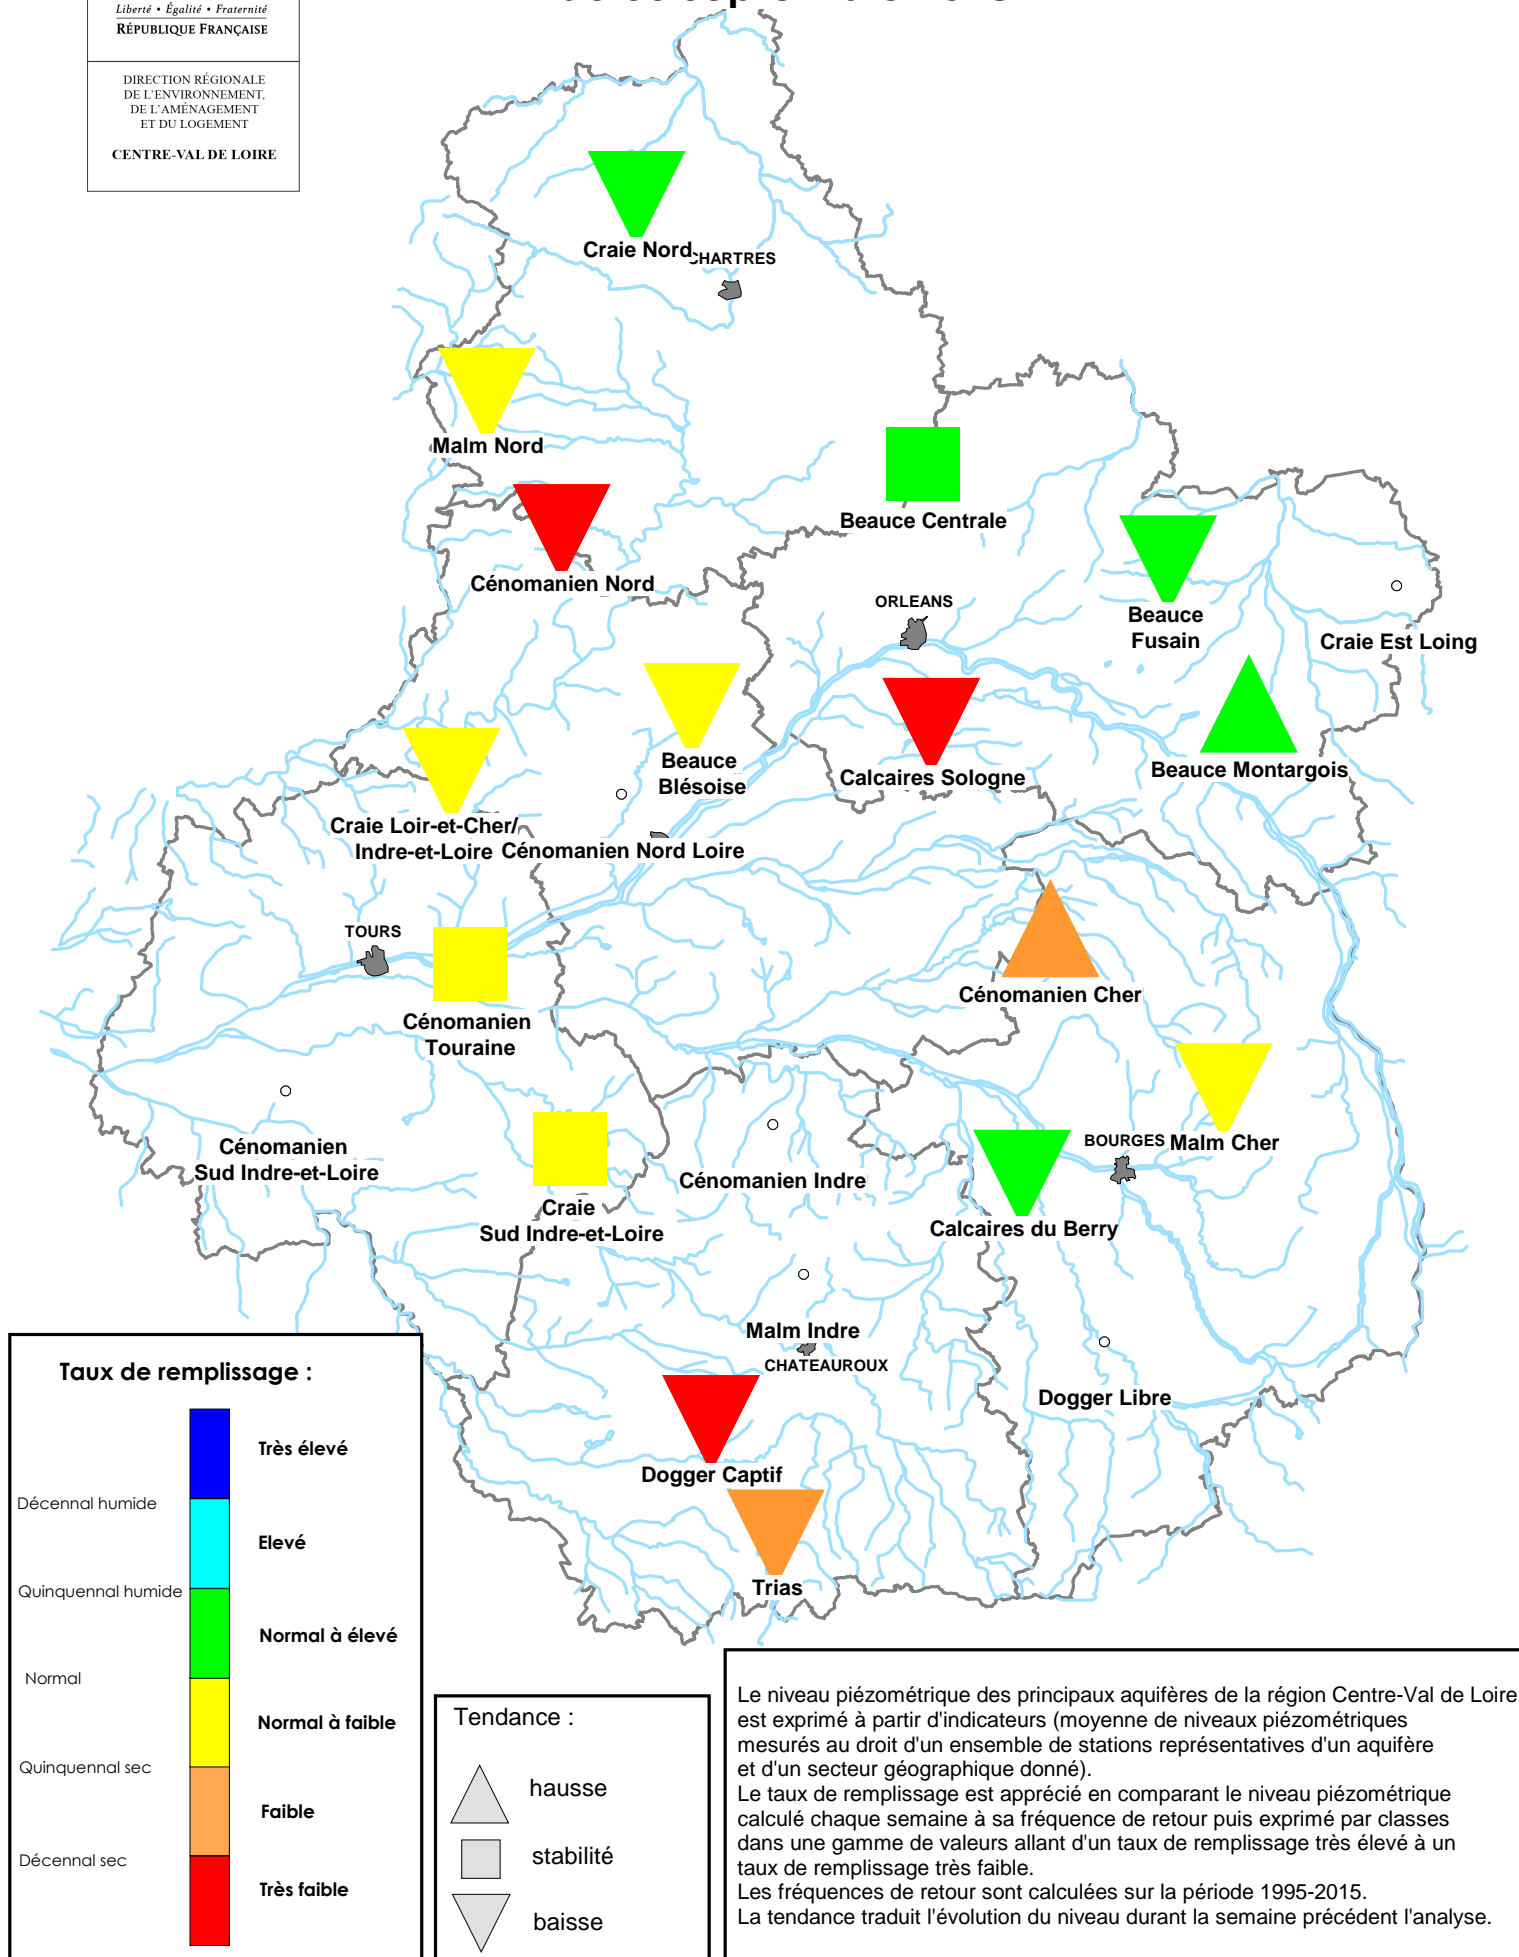 Liberté • Égalité • Fraternité
RÉPUBLIQUE FRANÇAISE
DIRECTION RÉGIONALE
DE L'ENVIRONNEMENT,
DE L'AMÉNAGEMENT
ET DU LOGEMENT
CENTRE-VAL DE LOIRE
Craie Nord
CHARTRES
Malm Nord
Beauce Centrale
Cénomanien Nord
ORLEANS
Beauce
Fusain
Craie Est Loing
Beauce
Blésoise
Calcaires Sologne
Beauce Montargois
Craie Loir-et-Cher/
Indre-et-Loire
Cénomanien Nord Loire
TOURS
Cénomanien Cher
Cénomanien
Touraine
BOURGES
Malm Cher
Cénomanien
Sud Indre-et-Loire
Cénomanien Indre
Craie
Sud Indre-et-Loire
Calcaires du Berry
Malm Indre
CHATEAUROUX
Dogger Libre
Dogger Captif
Trias
Taux de remplissage :
Très élevé
Décennal humide
Elevé
Quinquennal humide
Normal à élevé
Normal
Normal à faible
Quinquennal sec
Faible
Décennal sec
Très faible
Tendance :
hausse
stabilité
baisse
Le niveau piézométrique des principaux aquifères de la région Centre-Val de Loire
est exprimé à partir d'indicateurs (moyenne de niveaux piézométriques
mesurés au droit d'un ensemble de stations représentatives d'un aquifère
et d'un secteur géographique donné).
Le taux de remplissage est apprécié en comparant le niveau piézométrique
calculé chaque semaine à sa fréquence de retour puis exprimé par classes
dans une gamme de valeurs allant d'un taux de remplissage très élevé à un
taux de remplissage très faible.
Les fréquences de retour sont calculées sur la période 1995-2015.
La tendance traduit l'évolution du niveau durant la semaine précédent l'analyse.